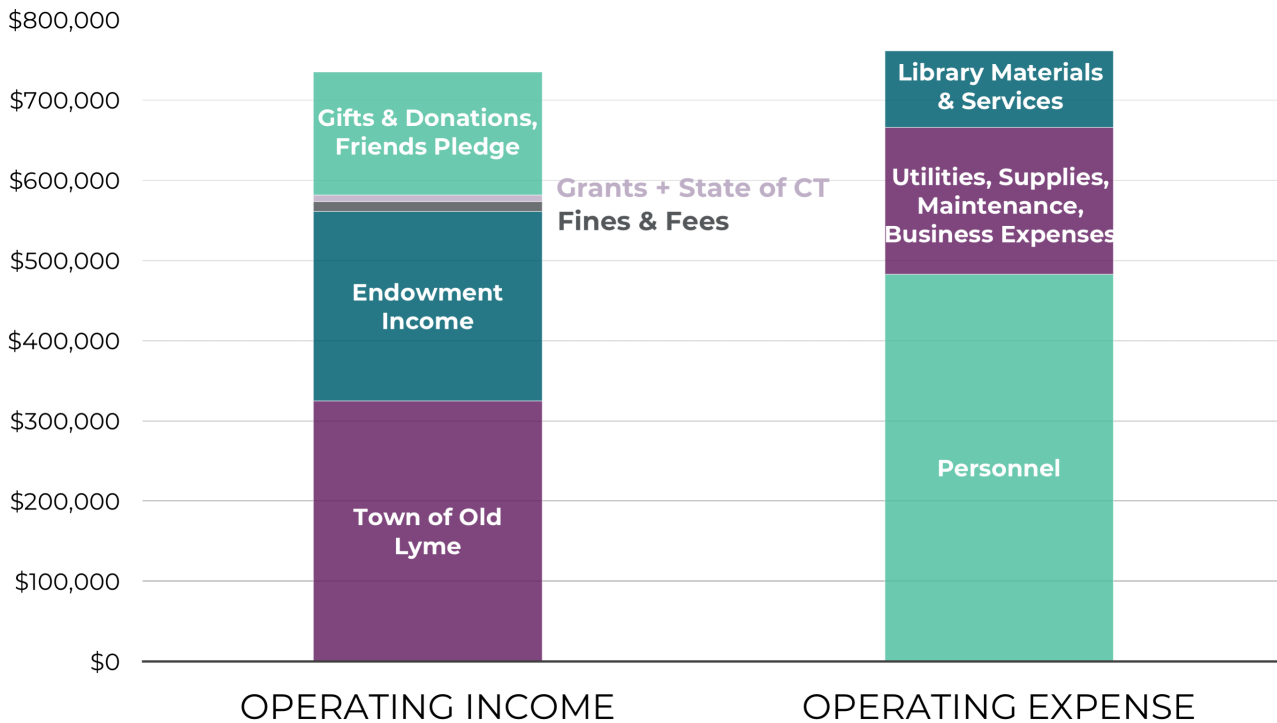 $800,000
$700,000
$600,000
$500,000
$400,000
$300,000
$200,000
$100,000
$0
Gifts & Donations,
Friends Pledge
Grants + State of CT
Fines & Fees
Endowment
Income
Town of Old
Lyme
Library Materials
& Services
Utilities, Supplies,
Maintenance,
Business Expenses
Personnel
OPERATING INCOME
OPERATING EXPENSE